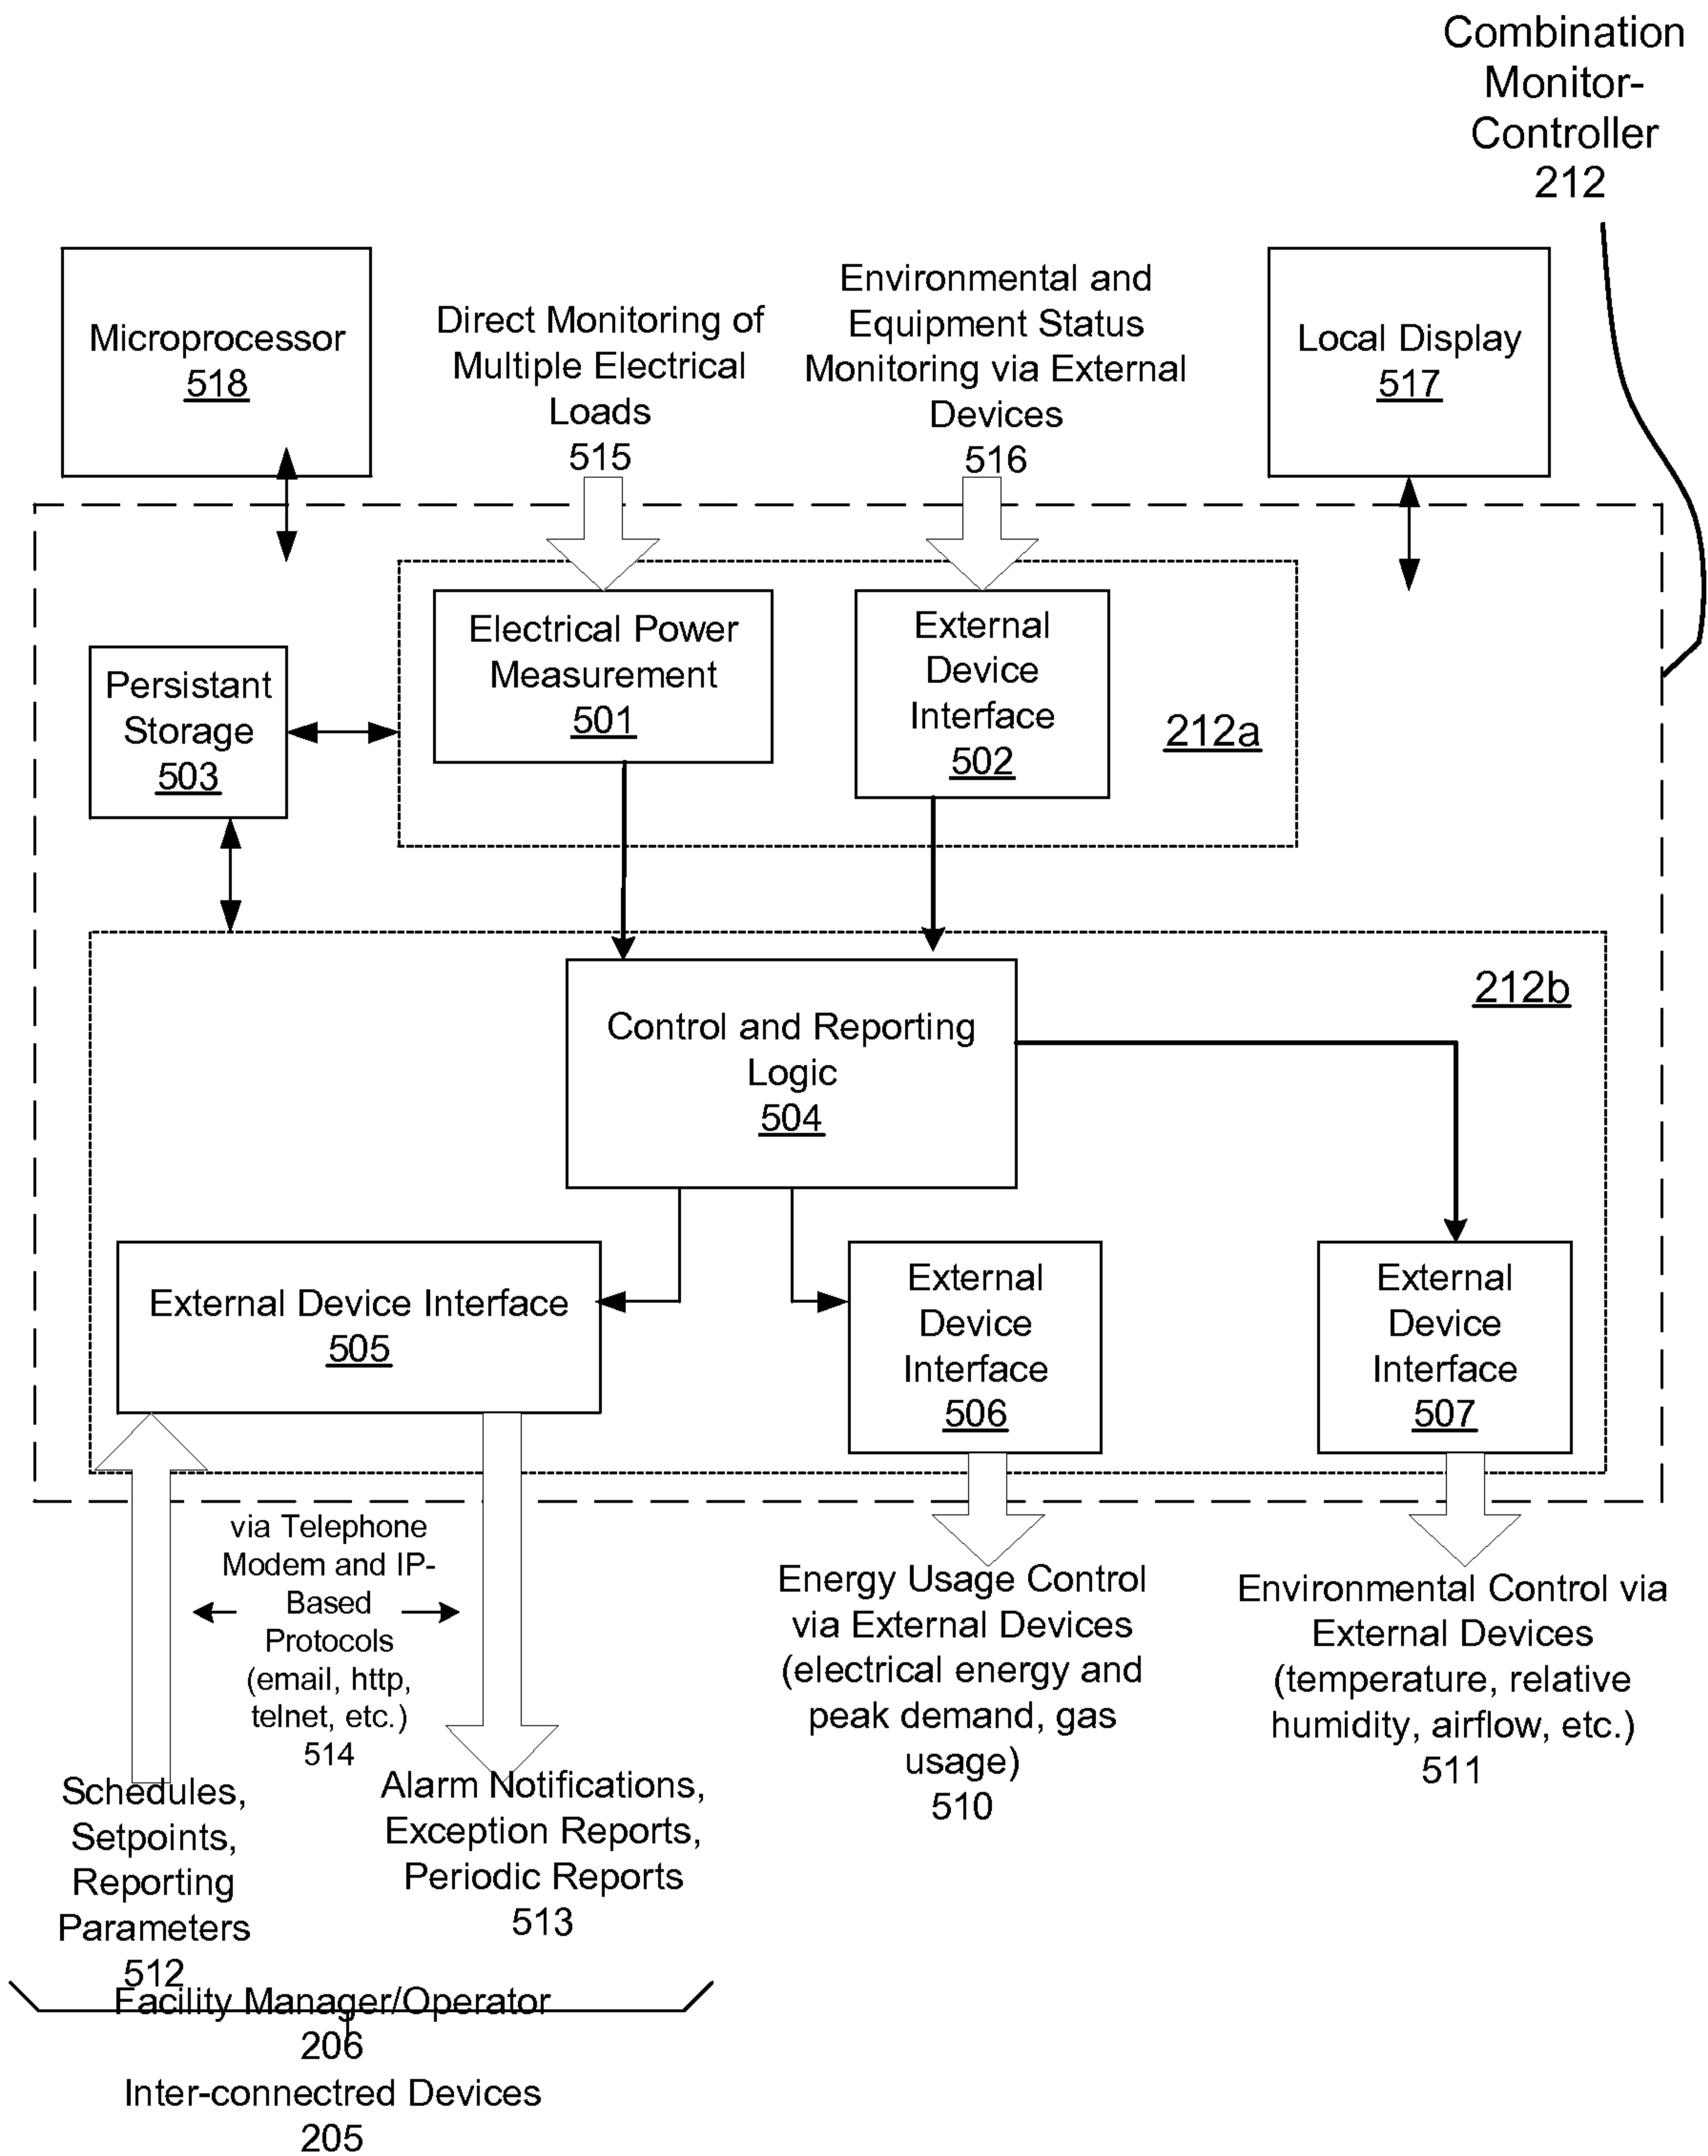 Combination
Monitor-
Controller
212
Microprocessor
518
Direct Monitoring of
Multiple Electrical
Loads
515
Environmental and
Equipment Status
Monitoring via External
Devices
516
Local Display
517
Persistant
Storage
503
Electrical Power
Measurement
501
External
Device
Interface
502
212a
212b
Control and Reporting
Logic
504
External Device Interface
505
External
Device
Interface
506
External
Device
Interface
507
via Telephone
Modem and IP-
Based
Protocols
(email, http,
telnet, etc.)
514
Energy Usage Control
via External Devices
(electrical energy and
peak demand, gas
usage)
510
Environmental Control via
External Devices
(temperature, relative
humidity, airflow, etc.)
511
Schedules,
Setpoints,
Reporting
Parameters
512
Alarm Notifications,
Exception Reports,
Periodic Reports
513
Facility Manager/Operator
206
Inter-connectred Devices
205